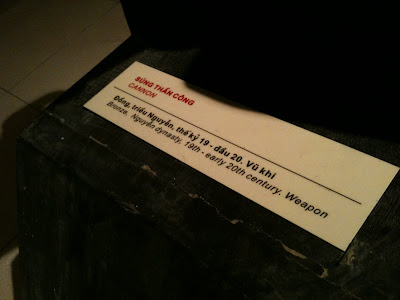 SÚNG THẦN CÔNG
CANNON
Đồng, triều Nguyễn, thế kỷ 19 - đầu 20. Vũ khí
Bronze, Nguyễn dynasty, 19th - early 20th century. Weapon